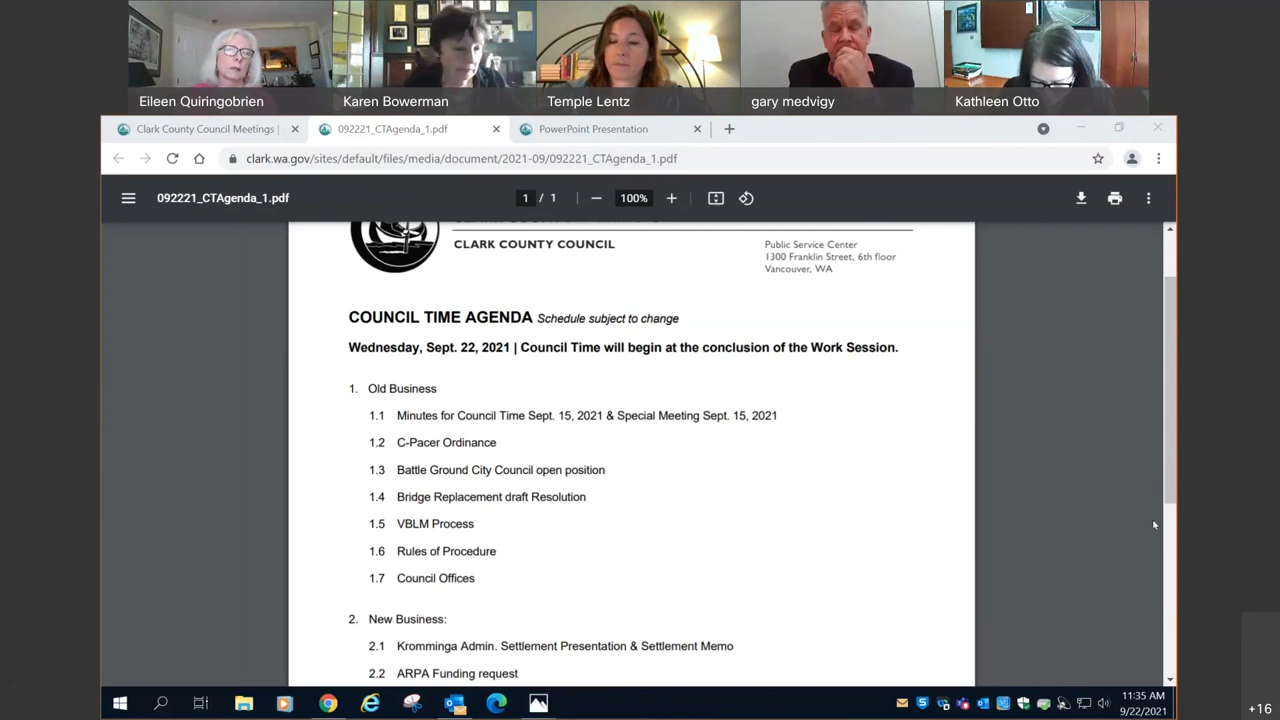 Eileen Quiringobrien
Karen Bowerman
Temple Lentz
gary medvigy
Kathleen Otto
Clark County Council Meetings |
092221_CTAgenda_1.pdf
PowerPoint Presentation
clark.wa.gov/sites/default/files/media/document/2021-09/092221_CTAgenda_1.pdf
092221_CTAgenda_1.pdf
1 / 1
100%
CLARK COUNTY COUNCIL
Public Service Center
1300 Franklin Street, 6th floor
Vancouver, WA
COUNCIL TIME AGENDA Schedule subject to change
Wednesday, Sept. 22, 2021 | Council Time will begin at the conclusion of the Work Session.
1. Old Business
1.1 Minutes for Council Time Sept. 15, 2021 & Special Meeting Sept. 15, 2021
1.2 C-Pacer Ordinance
1.3 Battle Ground City Council open position
1.4 Bridge Replacement draft Resolution
1.5 VBLM Process
1.6 Rules of Procedure
1.7 Council Offices
2. New Business:
2.1 Kromminga Admin. Settlement Presentation & Settlement Memo
2.2 ARPA Funding request
11:35 AM
9/22/2021
+16